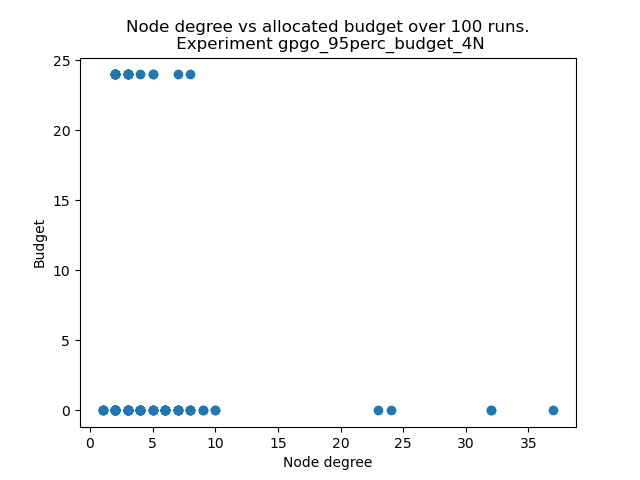 Node degree vs allocated budget over 100 runs.
Experiment gpgo_95perc_budget_4N
25
20
15
10
5
0
Budget
0 5 10 15 20 25 30 35
Node degree